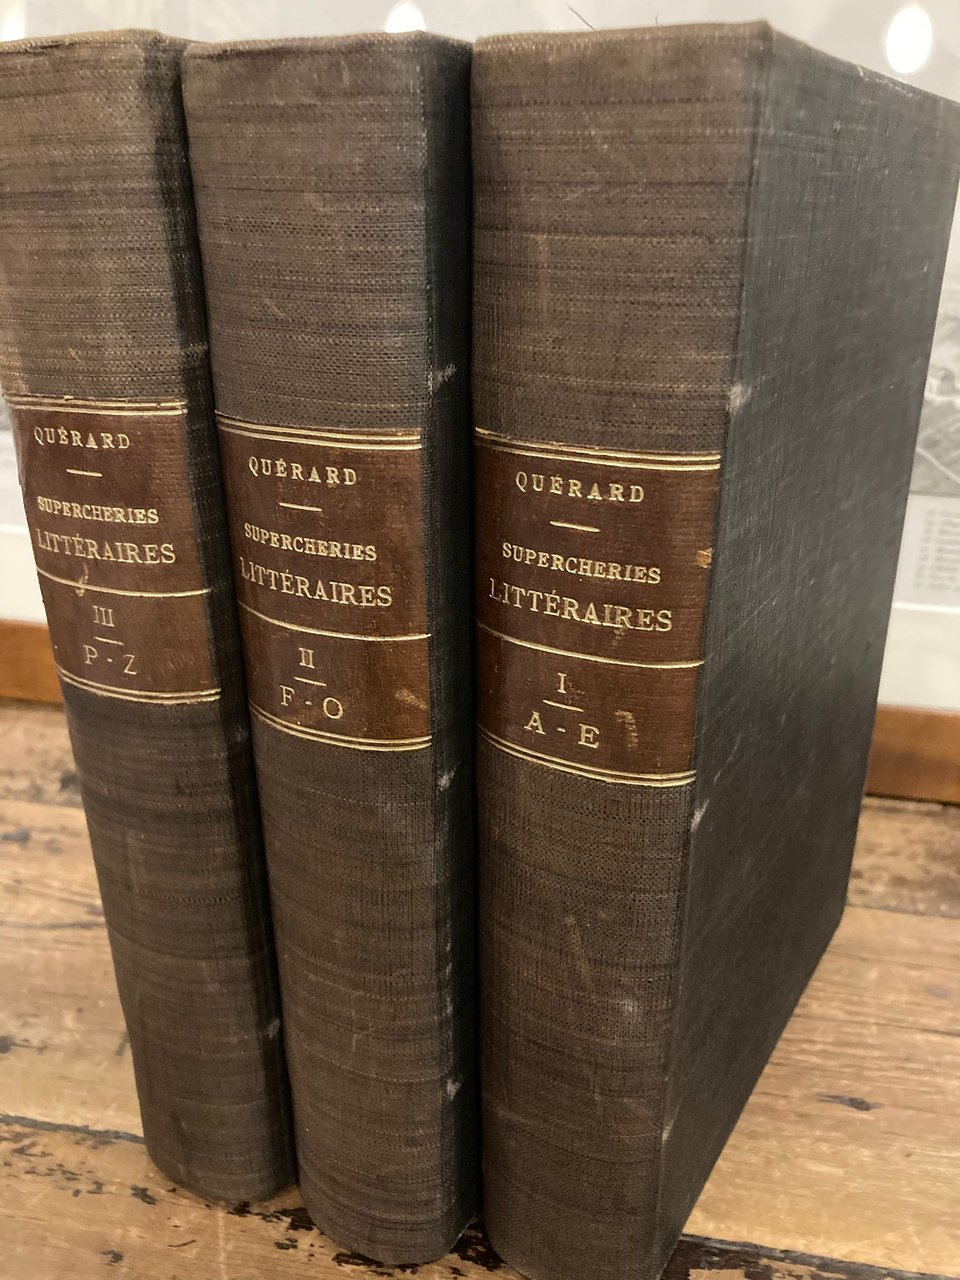 QUÉRARD
SUPERCHERIES
LITTÉRAIRES
III
P-Z
QUÉRARD
SUPERCHERIES
LITTÉRAIRES
II
F-O
QUÉRARD
SUPERCHERIES
LITTÉRAIRES
I
A-E